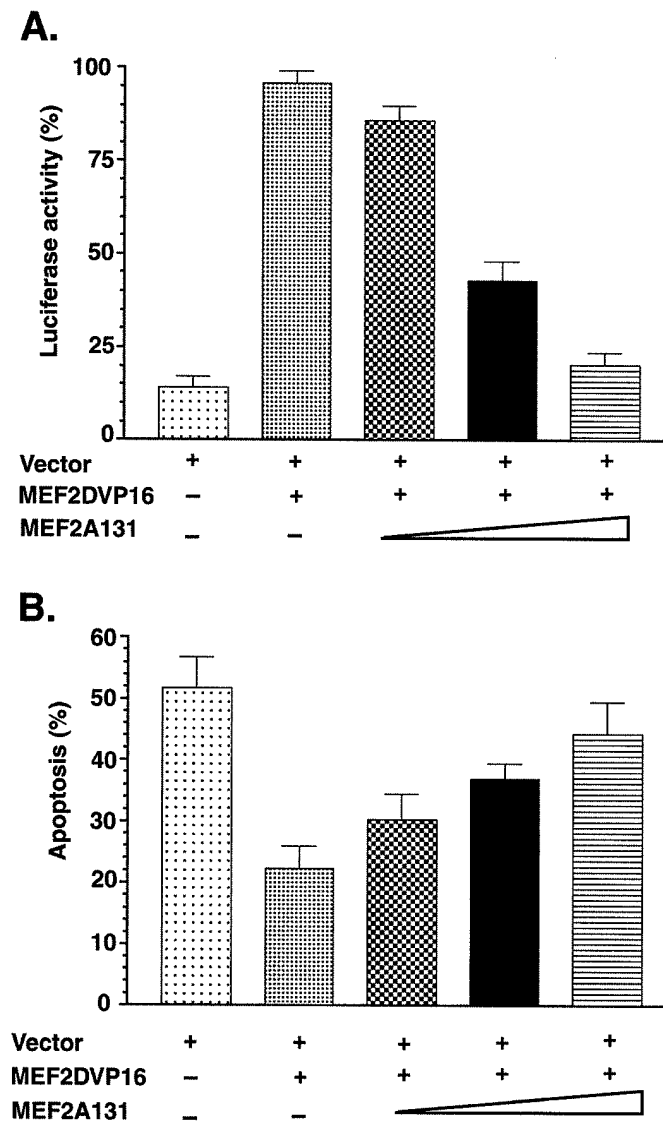 A.
Luciferase activity (%)
100
75
50
25
0
Vector + + + + +
MEF2DVP16 – + + + +
MEF2A131 – –
B.
Apoptosis (%)
60
50
40
30
20
10
0
Vector + + + + +
MEF2DVP16 – + + + +
MEF2A131 – –